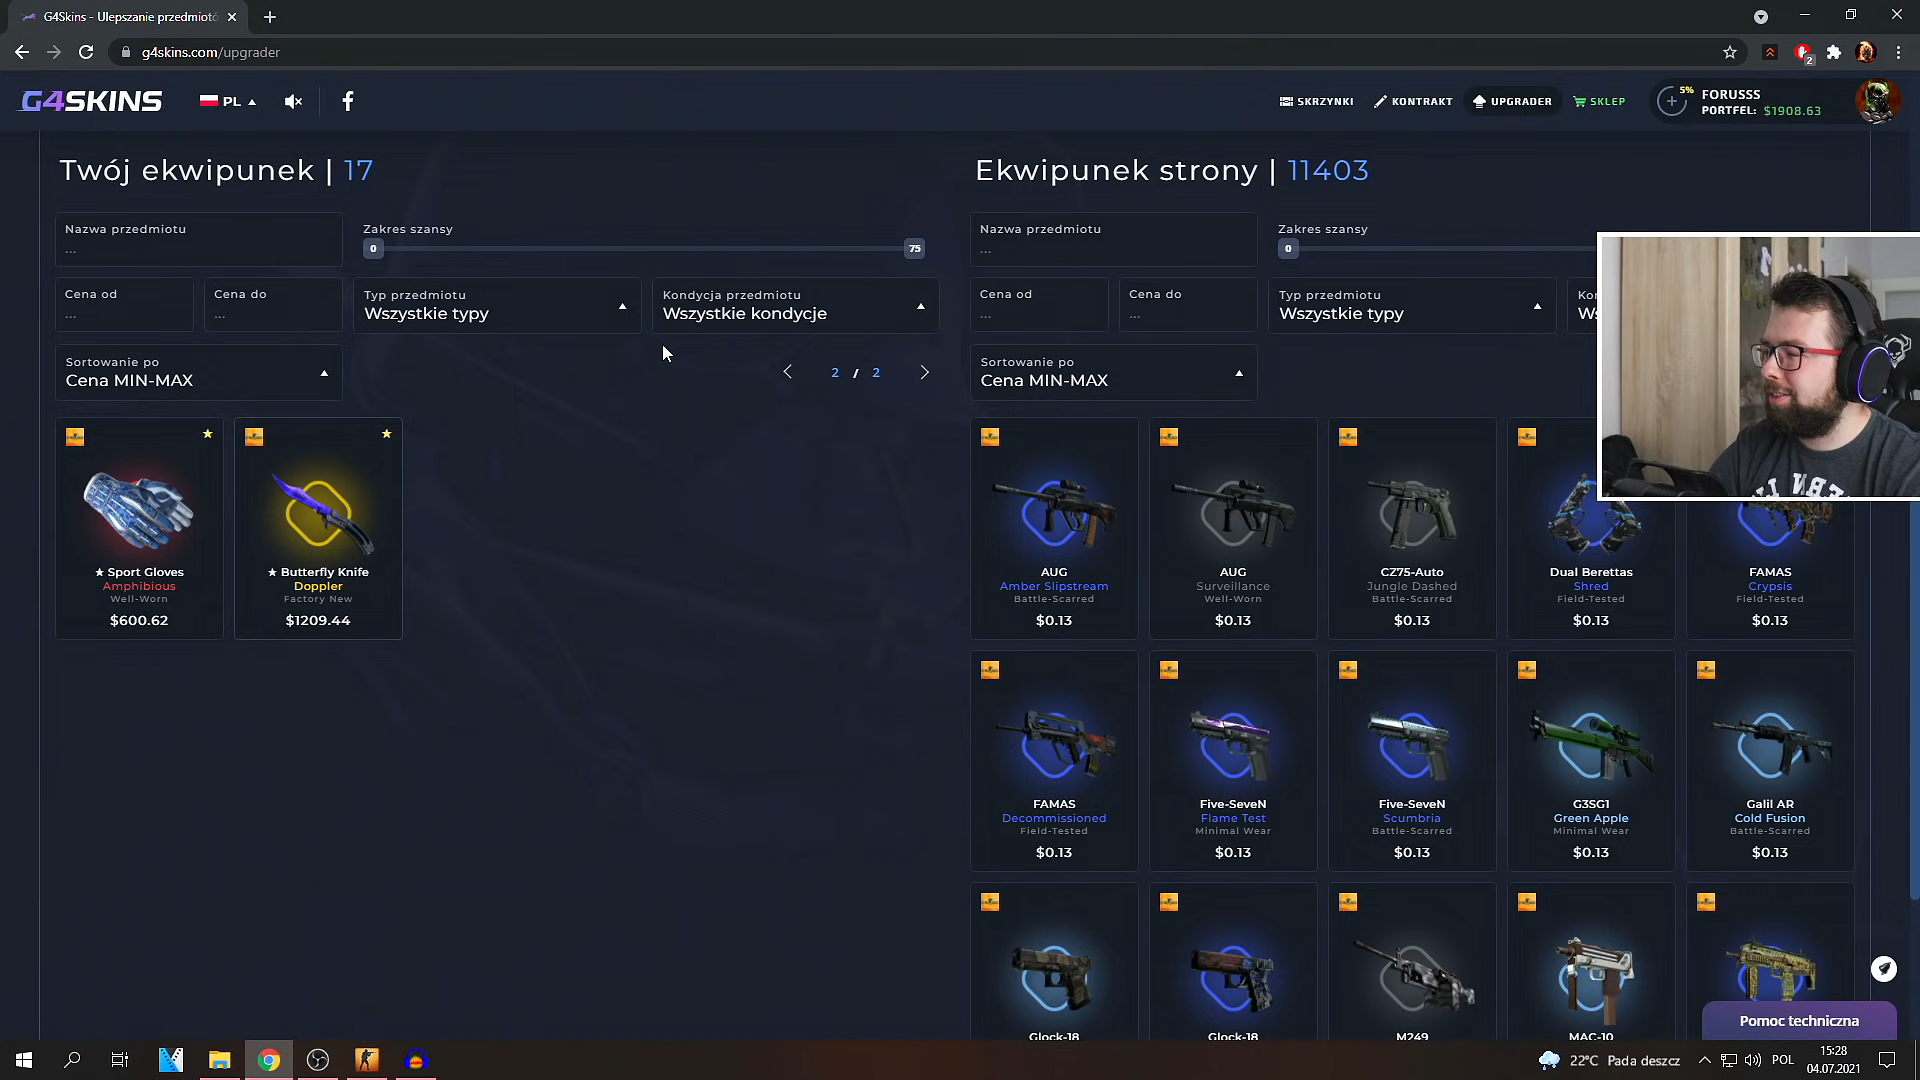 G4Skins - Ulepszanie przedmiotó
g4skins.com/upgrader
2
G4SKINS
PL
SKRZYNKI
KONTRAKT
UPGRADER
SKLEP
5%
FORUSSS
PORTFEL: $1908.63
Twój ekwipunek | 17
Nazwa przedmiotu
...
Zakres szansy
0
75
Cena od
...
Cena do
...
Typ przedmiotu
Wszystkie typy
Kondycja przedmiotu
Wszystkie kondycje
Sortowanie po
Cena MIN-MAX
2 / 2
★ Sport Gloves
Amphibious
Well-Worn
$600.62
★ Butterfly Knife
Doppler
Factory New
$1209.44
Ekwipunek strony | 11403
Nazwa przedmiotu
...
Zakres szansy
0
Cena od
...
Cena do
...
Typ przedmiotu
Wszystkie typy
Sortowanie po
Cena MIN-MAX
AUG
Amber Slipstream
Battle-Scarred
$0.13
AUG
Surveillance
Well-Worn
$0.13
CZ75-Auto
Jungle Dashed
Battle-Scarred
$0.13
Dual Berettas
Shred
Field-Tested
$0.13
FAMAS
Crypsis
Field-Tested
$0.13
FAMAS
Decommissioned
Field-Tested
$0.13
Five-SeveN
Flame Test
Minimal Wear
$0.13
Five-SeveN
Scumbria
Battle-Scarred
$0.13
G3SG1
Green Apple
Minimal Wear
$0.13
Galil AR
Cold Fusion
Battle-Scarred
$0.13
Glock-18
Glock-18
M249
MAC-10
Pomoc techniczna
22°C Pada deszcz
POL
15:28
04.07.2021